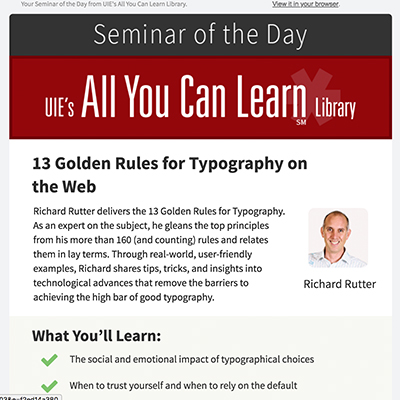 Your Seminar of the Day from UIE's All You Can Learn Library.
View it in your browser.
Seminar of the Day
UIE's All You Can Learn Library
SM
13 Golden Rules for Typography on
the Web
Richard Rutter delivers the 13 Golden Rules for Typography.
As an expert on the subject, he gleans the top principles
from his more than 160 (and counting) rules and relates
them in lay terms. Through real-world, user-friendly
examples, Richard shares tips, tricks, and insights into
technological advances that remove the barriers to
achieving the high bar of good typography.
Richard Rutter
What You’ll Learn:
The social and emotional impact of typographical choices
When to trust yourself and when to rely on the default